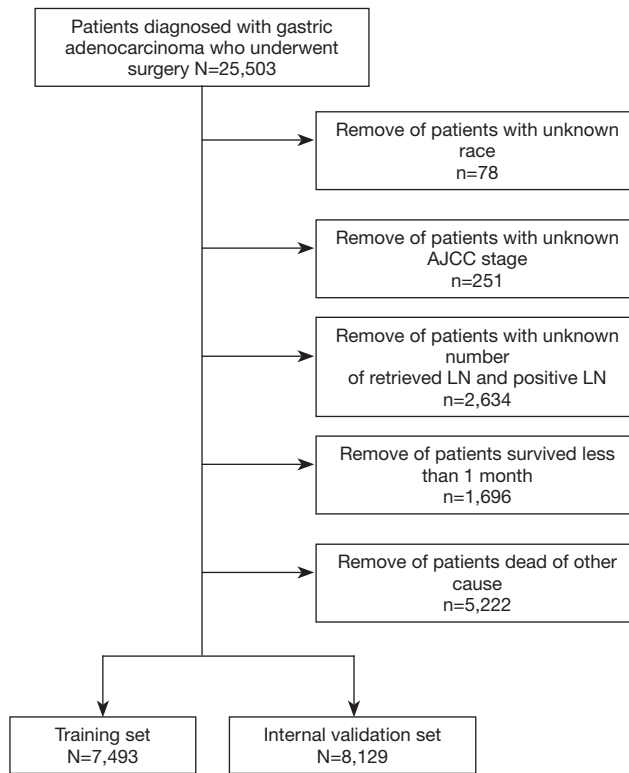 Patients diagnosed with gastric
adenocarcinoma who underwent
surgery N=25,503
Remove of patients with unknown
race
n=78
Remove of patients with unknown
AJCC stage
n=251
Remove of patients with unknown
number
of retrieved LN and positive LN
n=2,634
Remove of patients survived less
than 1 month
n=1,696
Remove of patients dead of other
cause
n=5,222
Training set
N=7,493
Internal validation set
N=8,129